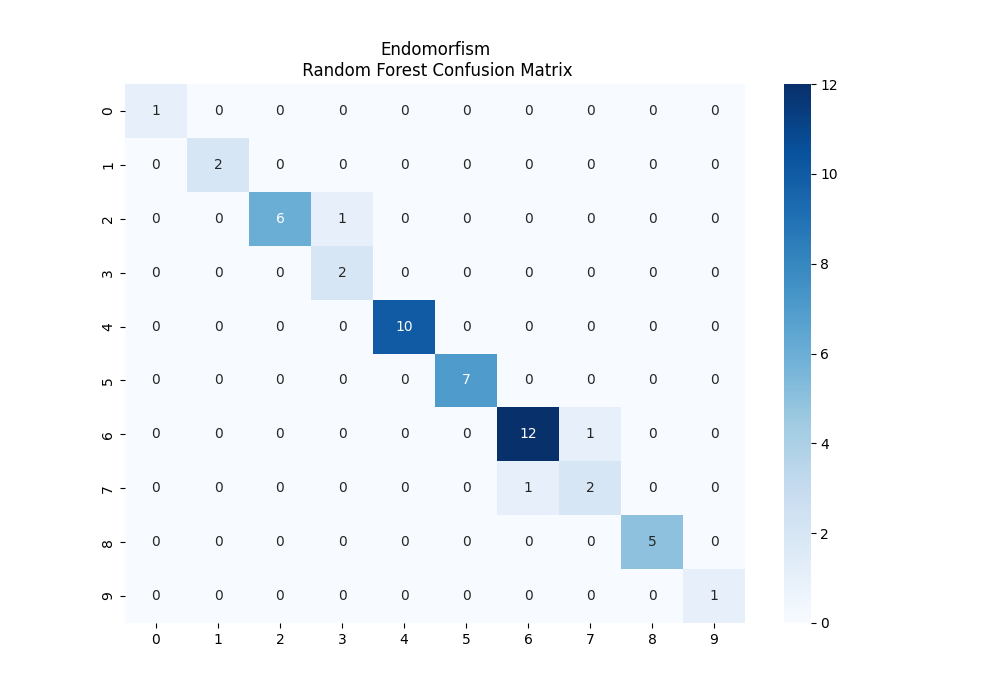 Endomorfism
Random Forest Confusion Matrix
0 1 0 0 0 0 0 0 0 0 0
1 0 2 0 0 0 0 0 0 0 0
2 0 0 6 1 0 0 0 0 0 0
3 0 0 0 2 0 0 0 0 0 0
4 0 0 0 0 10 0 0 0 0 0
5 0 0 0 0 0 7 0 0 0 0
6 0 0 0 0 0 0 12 1 0 0
7 0 0 0 0 0 0 1 2 0 0
8 0 0 0 0 0 0 0 0 5 0
9 0 0 0 0 0 0 0 0 0 1
0 1 2 3 4 5 6 7 8 9
12
10
8
6
4
2
0